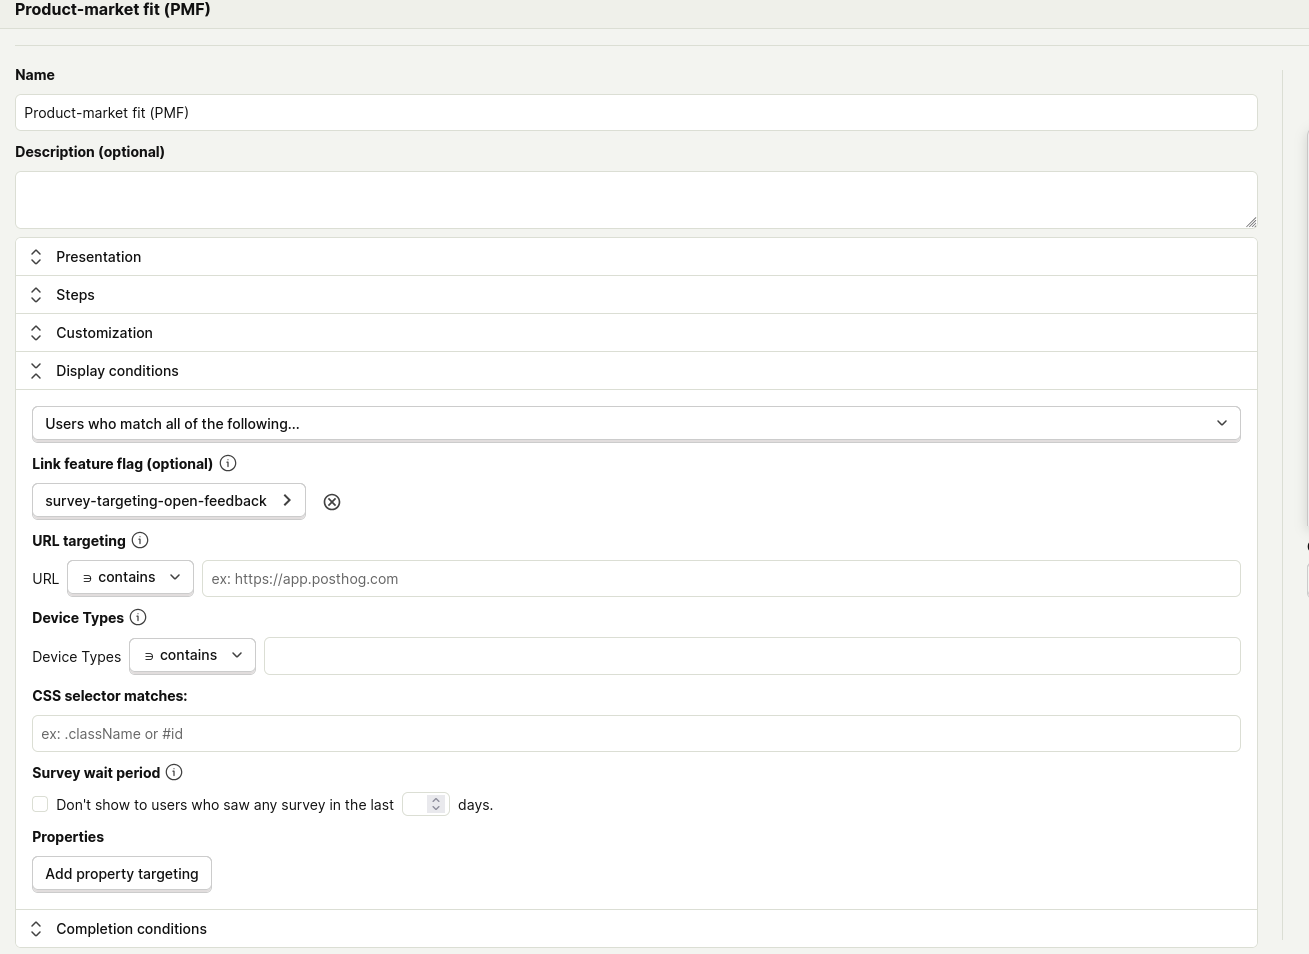 Product-market fit (PMF)
Name
Product-market fit (PMF)
Description (optional)
Presentation
Steps
Customization
Display conditions
Users who match all of the following...
Link feature flag (optional)
survey-targeting-open-feedback
URL targeting
URL ∋ contains ex: https://app.posthog.com
Device Types
Device Types ∋ contains
CSS selector matches:
ex: .className or #id
Survey wait period
Don't show to users who saw any survey in the last days.
Properties
Add property targeting
Completion conditions